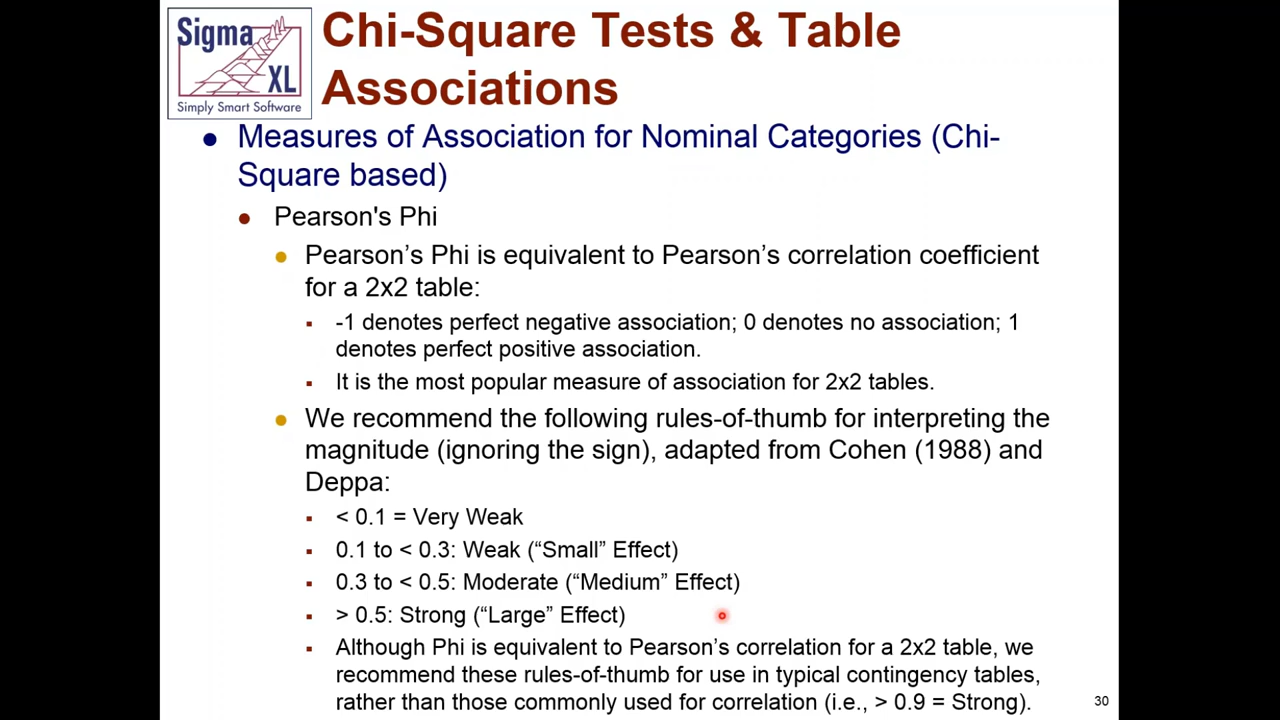 Sigma
XL
Simply Smart Software
Chi-Square Tests & Table
Associations
Measures of Association for Nominal Categories (Chi-
Square based)
Pearson's Phi
Pearson’s Phi is equivalent to Pearson’s correlation coefficient
for a 2x2 table:
-1 denotes perfect negative association; 0 denotes no association; 1
denotes perfect positive association.
It is the most popular measure of association for 2x2 tables.
We recommend the following rules-of-thumb for interpreting the
magnitude (ignoring the sign), adapted from Cohen (1988) and
Deppa:
< 0.1 = Very Weak
0.1 to < 0.3: Weak (“Small” Effect)
0.3 to < 0.5: Moderate (“Medium” Effect)
> 0.5: Strong (“Large” Effect)
Although Phi is equivalent to Pearson’s correlation for a 2x2 table, we
recommend these rules-of-thumb for use in typical contingency tables,
rather than those commonly used for correlation (i.e., > 0.9 = Strong).
30